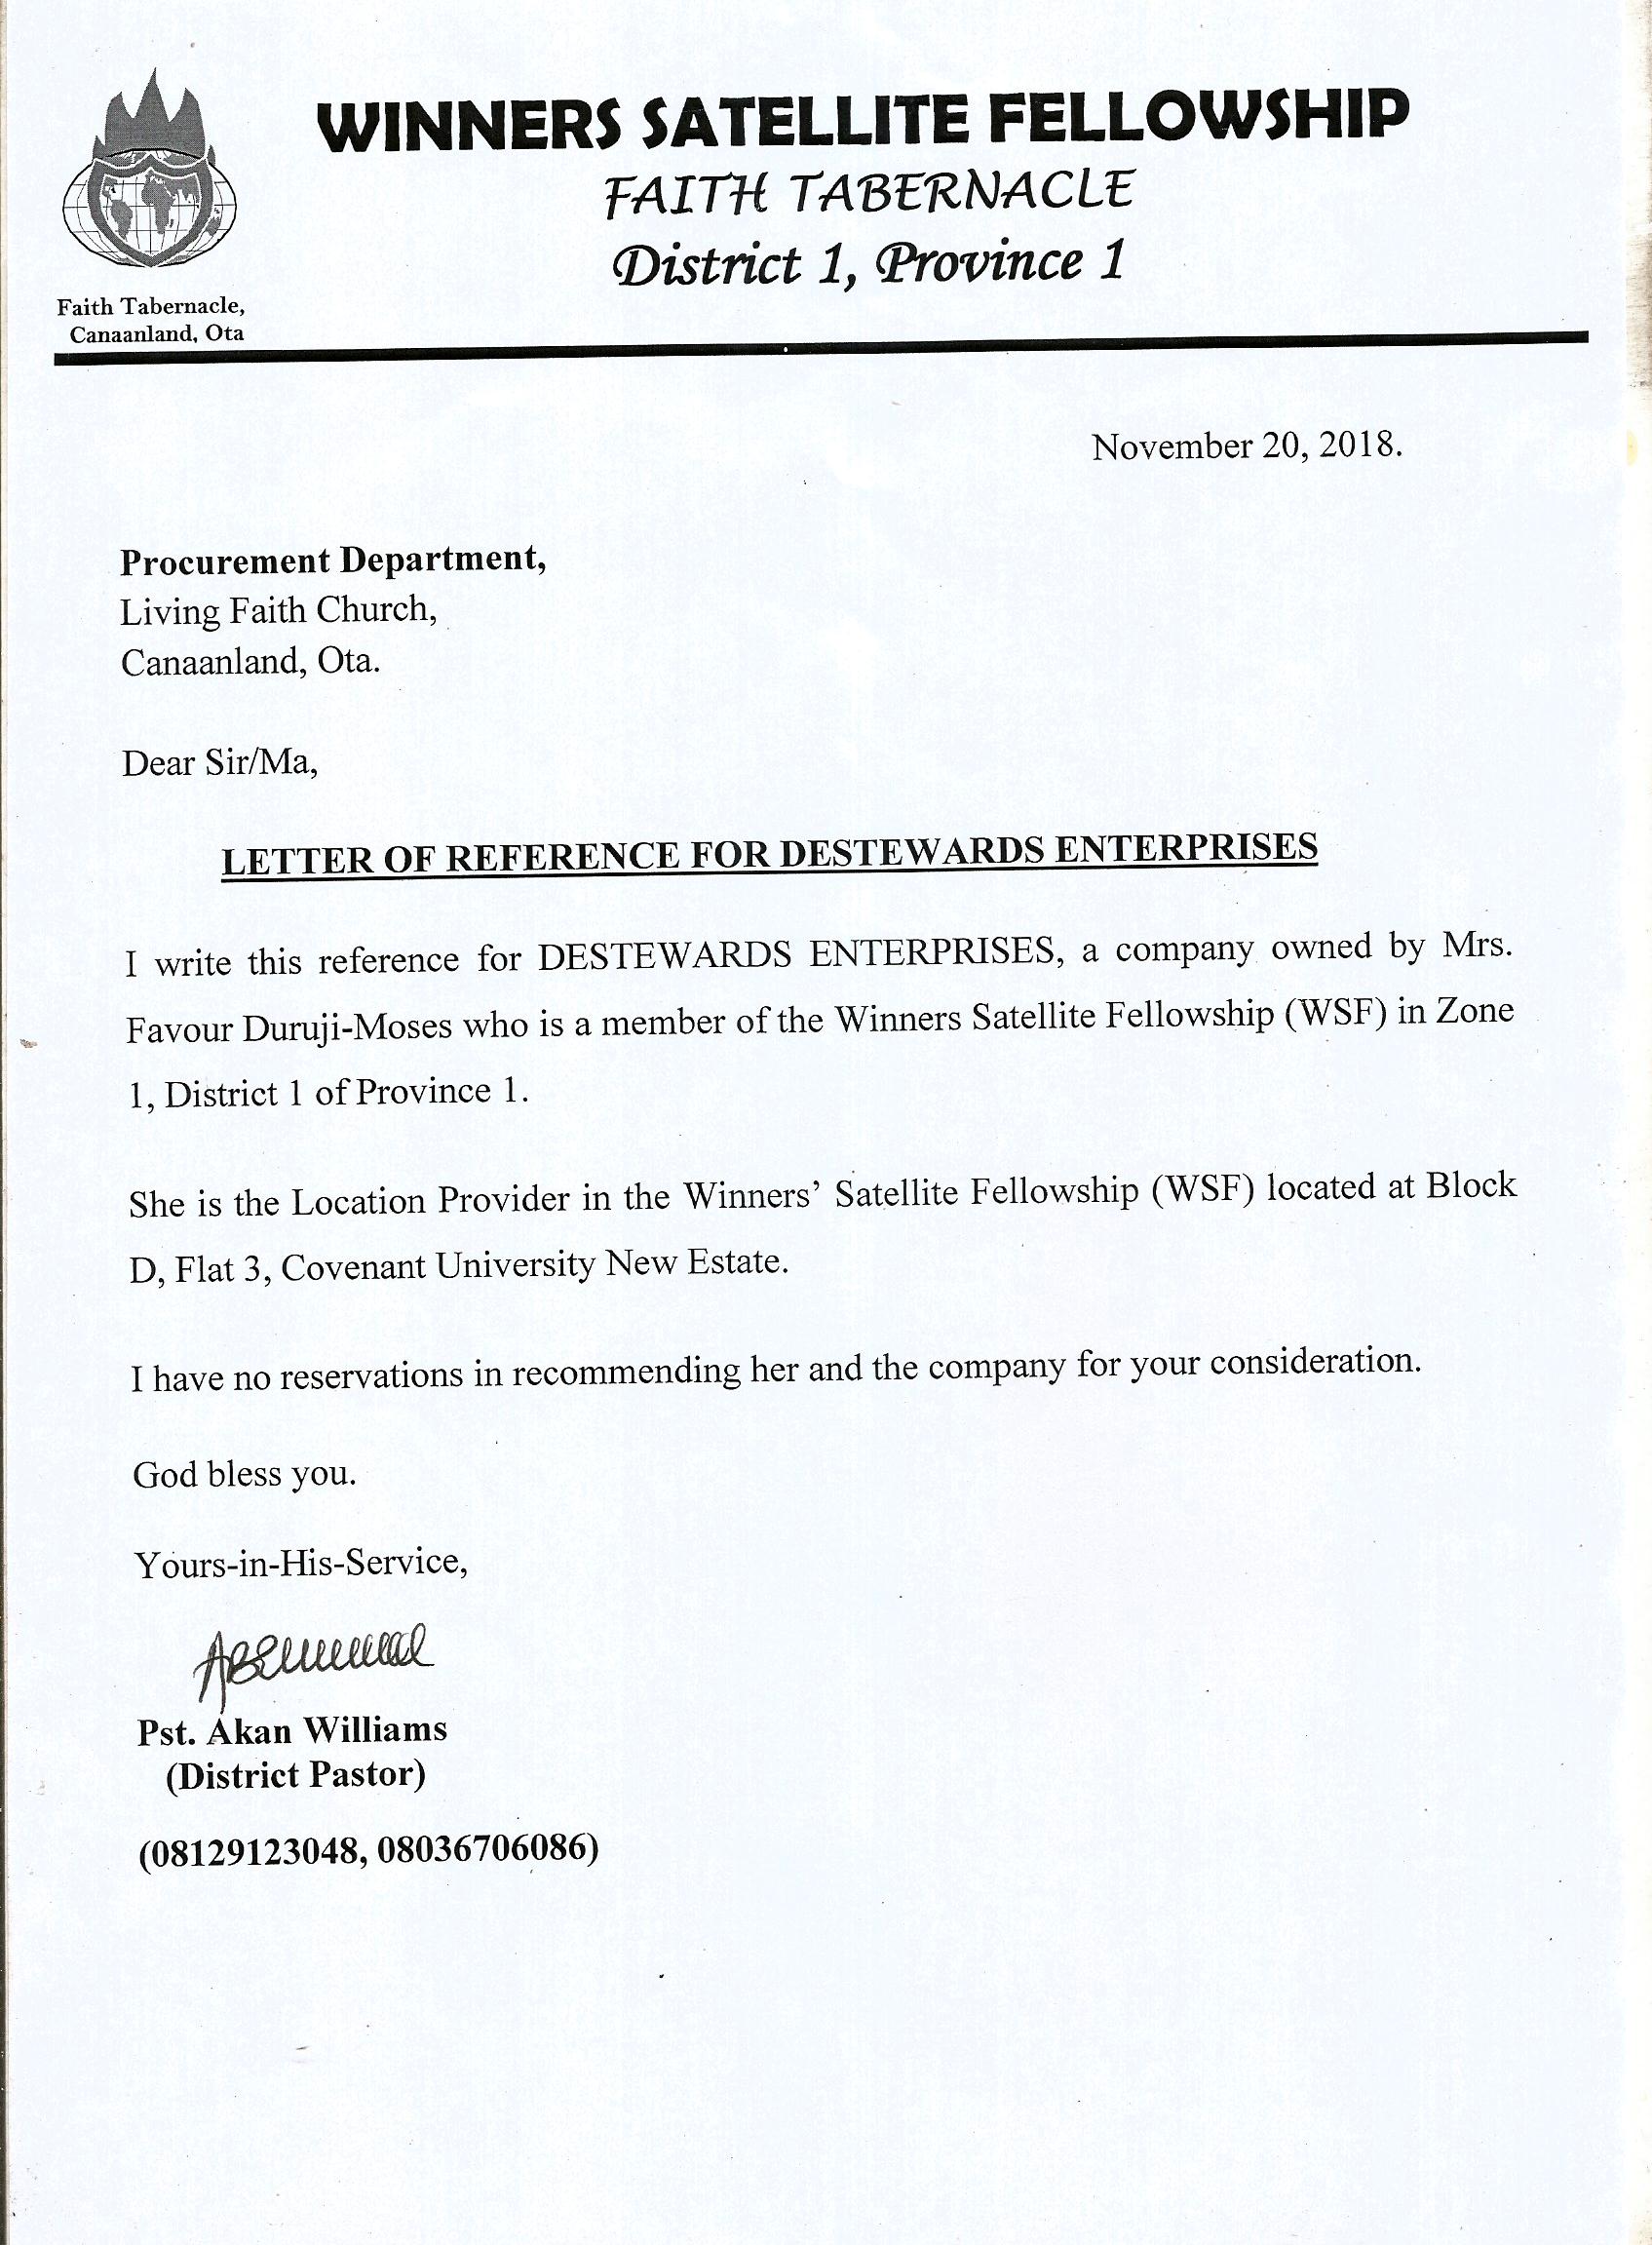 WINNERS SATELLITE FELLOWSHIP
FAITH TABERNACLE
District 1, Province 1
Faith Tabernacle,
Canaanland, Ota
November 20, 2018.
Procurement Department,
Living Faith Church,
Canaanland, Ota.
Dear Sir/Ma,
LETTER OF REFERENCE FOR DESTEWARDS ENTERPRISES
I write this reference for DESTEWARDS ENTERPRISES, a company owned by Mrs.
Favour Duruji-Moses who is a member of the Winners Satellite Fellowship (WSF) in Zone
1, District 1 of Province 1.
She is the Location Provider in the Winners’ Satellite Fellowship (WSF) located at Block
D, Flat 3, Covenant University New Estate.
I have no reservations in recommending her and the company for your consideration.
God bless you.
Yours-in-His-Service,
Pst. Akan Williams
(District Pastor)
(08129123048, 08036706086)